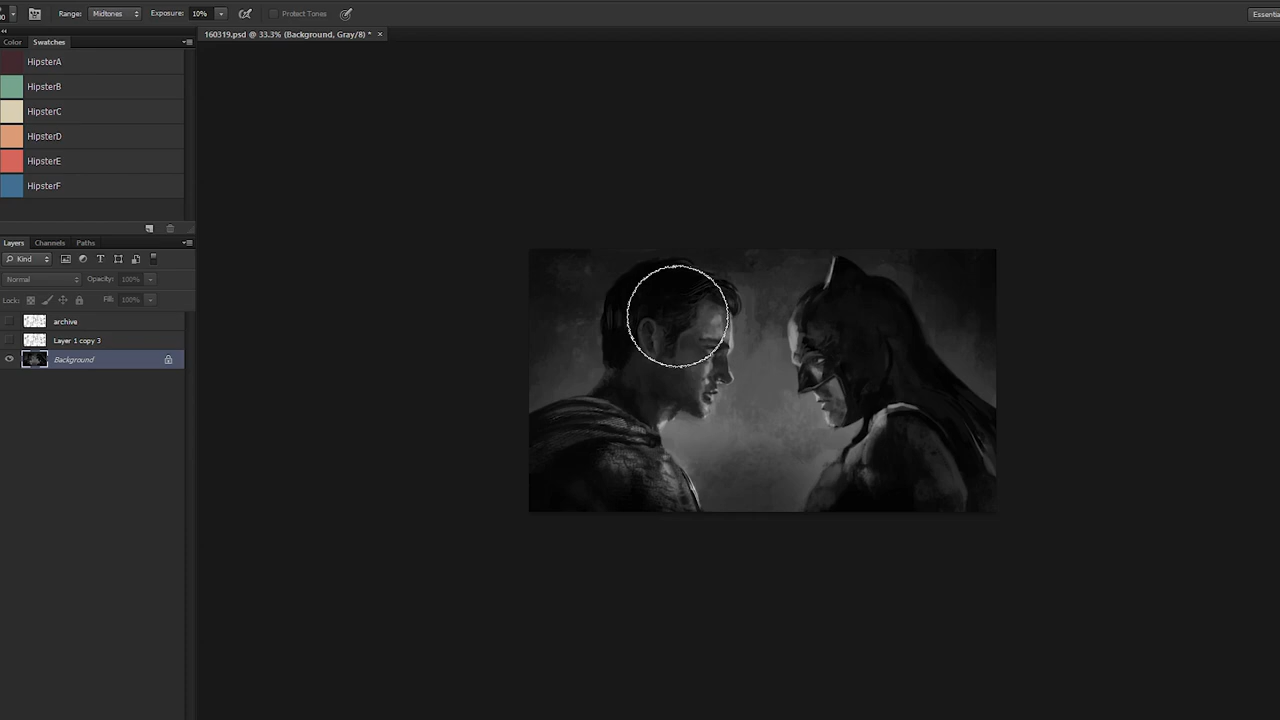 Range: Midtones Exposure: 10% Protect Tones Essentia
160319.psd @ 33.3% (Background, Gray/8) * ×
Color Swatches
HipsterA
HipsterB
HipsterC
HipsterD
HipsterE
HipsterF
Layers Channels Paths
Kind T
Normal Opacity: 100%
Lock: Fill: 100%
archive
Layer 1 copy 3
Background